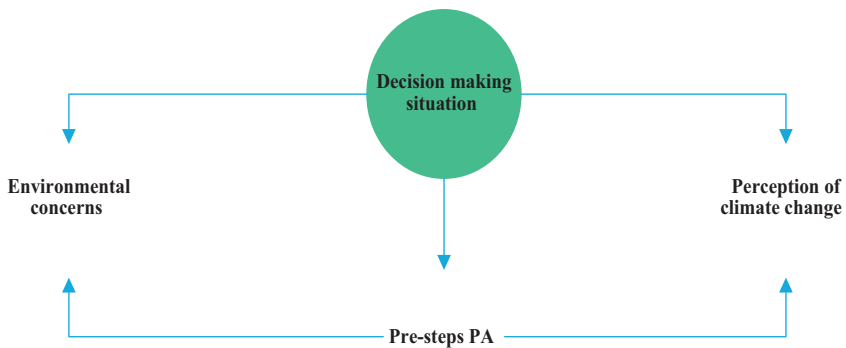 Decision making
situation
Environmental
concerns
Perception of
climate change
Pre-steps PA